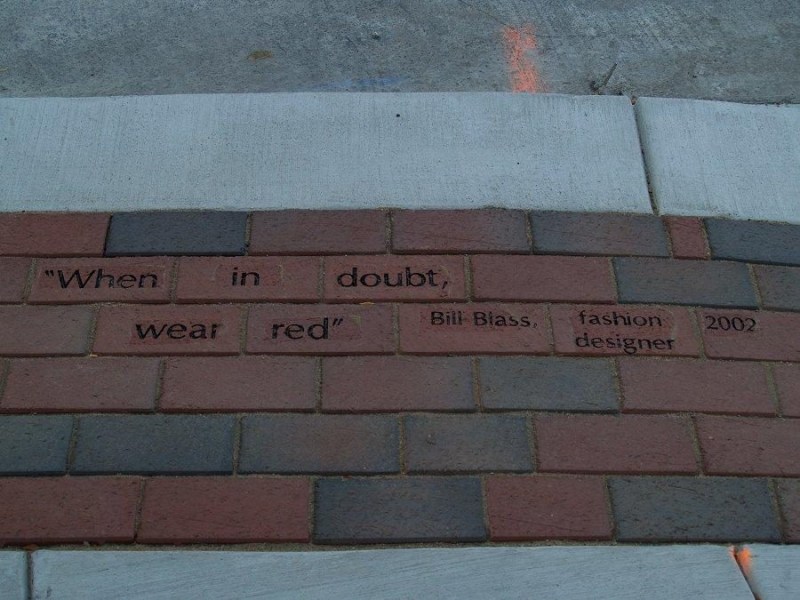 "When in doubt,
wear red" Bill Blass, fashion designer 2002